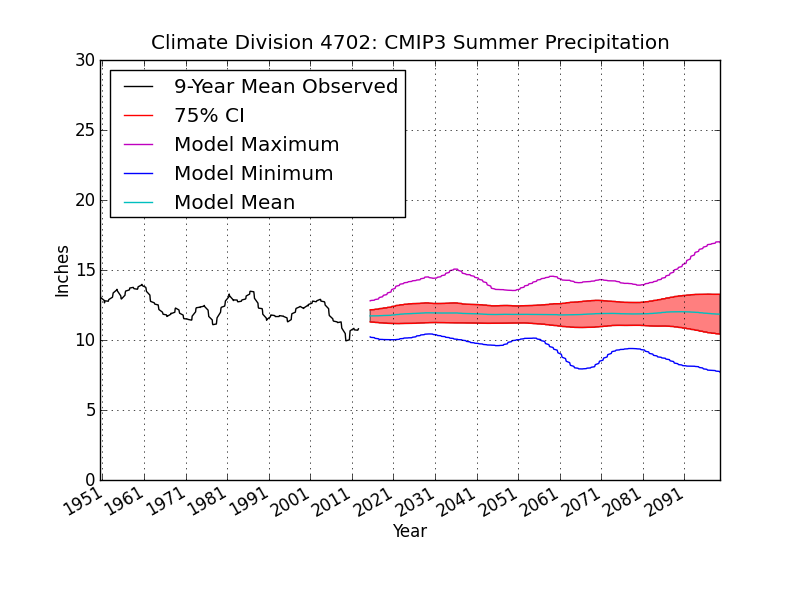 Climate Division 4702: CMIP3 Summer Precipitation
30
25
20
15
10
5
0
Inches
9-Year Mean Observed
75% CI
Model Maximum
Model Minimum
Model Mean
1951 1961 1971 1981 1991 2001 2011 2021 2031 2041 2051 2061 2071 2081 2091
Year